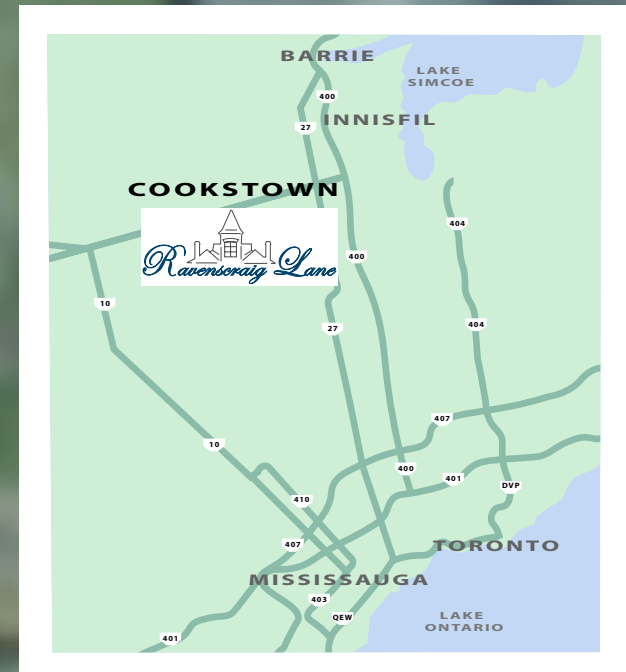 BARRIE
LAKE
SIMCOE
400
27
INNISFIL
COOKSTOWN
404
Ravenscraig Lane
400
10
404
27
407
10
400
401
410
DVP
407
TORONTO
MISSISSAUGA
403
QEW
LAKE
ONTARIO
401